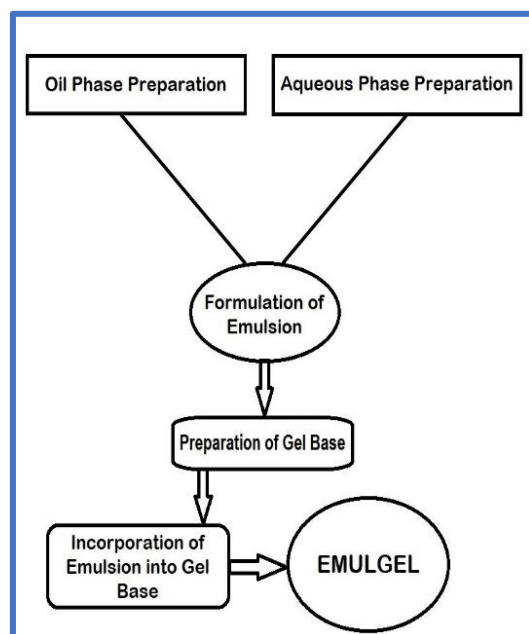 Oil Phase Preparation
Aqueous Phase Preparation
Formulation of
Emulsion
Preparation of Gel Base
Incorporation of
Emulsion into Gel
Base
EMULGEL